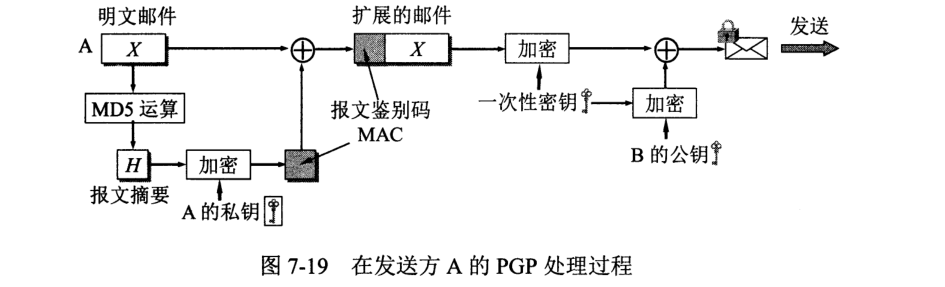 明文邮件
扩展的邮件
发送
A
X
X
加密
MD5 运算
报文鉴别码
MAC
一次性密钥
加密
H
加密
B 的公钥
报文摘要
A 的私钥
图 7-19 在发送方 A 的 PGP 处理过程